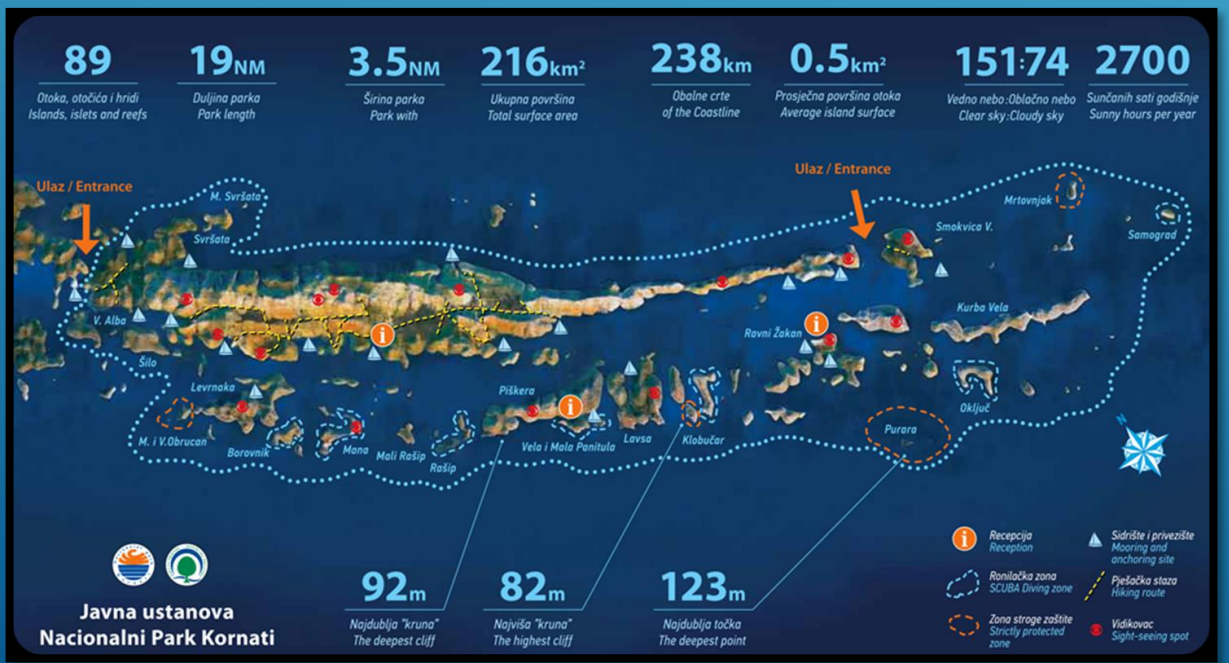 89
Otoka, otočića i hridi
Islands, islets and reefs
19NM
Duljina parka
Park length
3.5NM
Širina parka
Park with
216km²
Ukupna površina
Total surface area
238km
Obalne crte
of the Coastline
0.5km²
Prosječna površina otoka
Average island surface
151:74
Vedno nebo:Oblačno nebo
Clear sky:Cloudy sky
2700
Sunčanih sati godišnje
Sunny hours per year
Ulaz / Entrance
M. Svršata
Svršata
Ulaz / Entrance
Mrtovnjak
Smokvica V.
Samograd
V. Alba
Šilo
Kurba Vela
Ravni Žakan
Levrnaka
Piškera
Oključ
M. i V.Obrucan
Borovnik
Mana
Mali Rašip
Rašip
Vela i Mala Panitula
Lavsa
Klobučar
Purara
92m
Najdublja "kruna"
The deepest cliff
82m
Najviša "kruna"
The highest cliff
123m
Najdublja točka
The deepest point
Javna ustanova
Nacionalni Park Kornati
Recepcija
Reception
Ronilačka zona
SCUBA Diving zone
Zona stroge zaštite
Strictly protected
zone
Sidrište i privezište
Mooring and
anchoring site
Pješačka staza
Hiking route
Vidikovac
Sight-seeing spot